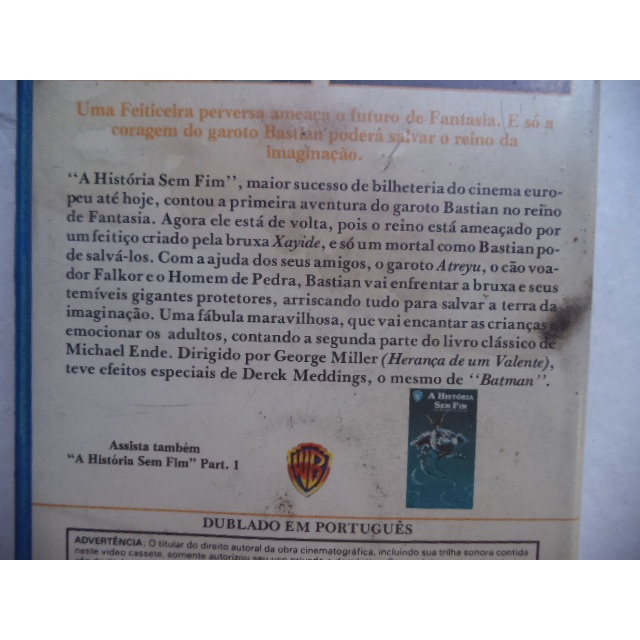 Uma Feiticeira perversa ameaça o futuro de Fantasia. E só a
coragem do garoto Bastian poderá salvar o reino da
imaginação.
"A História Sem Fim", maior sucesso de bilheteria do cinema euro-
peu até hoje, contou a primeira aventura do garoto Bastian no reino
de Fantasia. Agora ele está de volta, pois o reino está ameaçado por
um feitiço criado pela bruxa Xayide, e só um mortal como Bastian po-
de salvá-los. Com a ajuda dos seus amigos, o garoto Atreyu, o cão voa-
dor Falkor e o Homem de Pedra, Bastian vai enfrentar a bruxa e seus
temíveis gigantes protetores, arriscando tudo para salvar a terra da
imaginação. Uma fábula maravilhosa, que vai encantar as crianças e
emocionar os adultos, contando a segunda parte do livro clássico de
Michael Ende. Dirigido por George Miller (Herança de um Valente),
teve efeitos especiais de Derek Meddings, o mesmo de "Batman".
A HISTÓRIA
SEM FIM
Assista também
"A História Sem Fim" Part. 1
WB
DUBLADO EM PORTUGUÊS
ADVERTÊNCIA: O titular do direito autoral da obra cinematográfica, incluindo sua trilha sonora contida
neste video cassete, somente autorizou seu uso privado